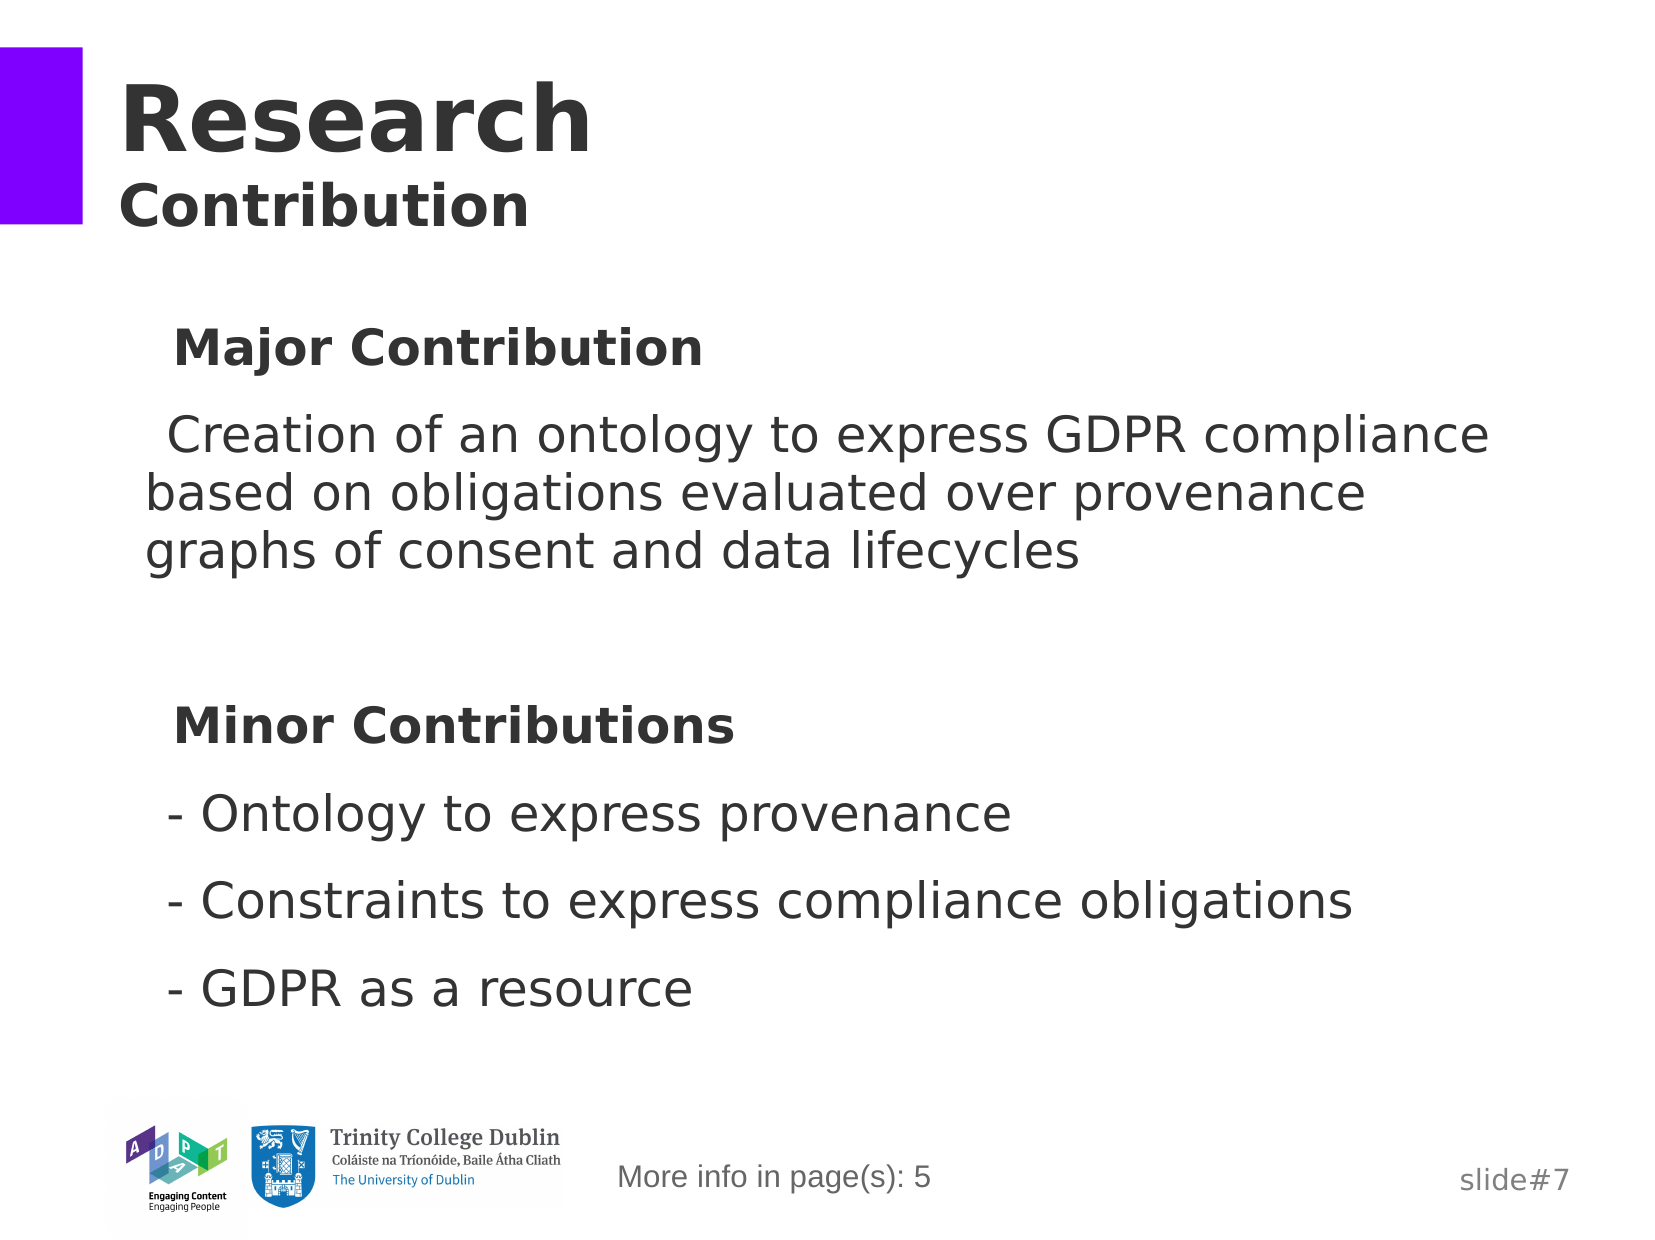 Research
Contribution
Major Contribution
Creation of an ontology to express GDPR compliance
based on obligations evaluated over provenance
graphs of consent and data lifecycles
Minor Contributions
- Ontology to express provenance
- Constraints to express compliance obligations
- GDPR as a resource
ADAPT
Engaging Content
Engaging People
Trinity College Dublin
Coláiste na Tríonóide, Baile Átha Cliath
The University of Dublin
More info in page(s): 5
slide#7